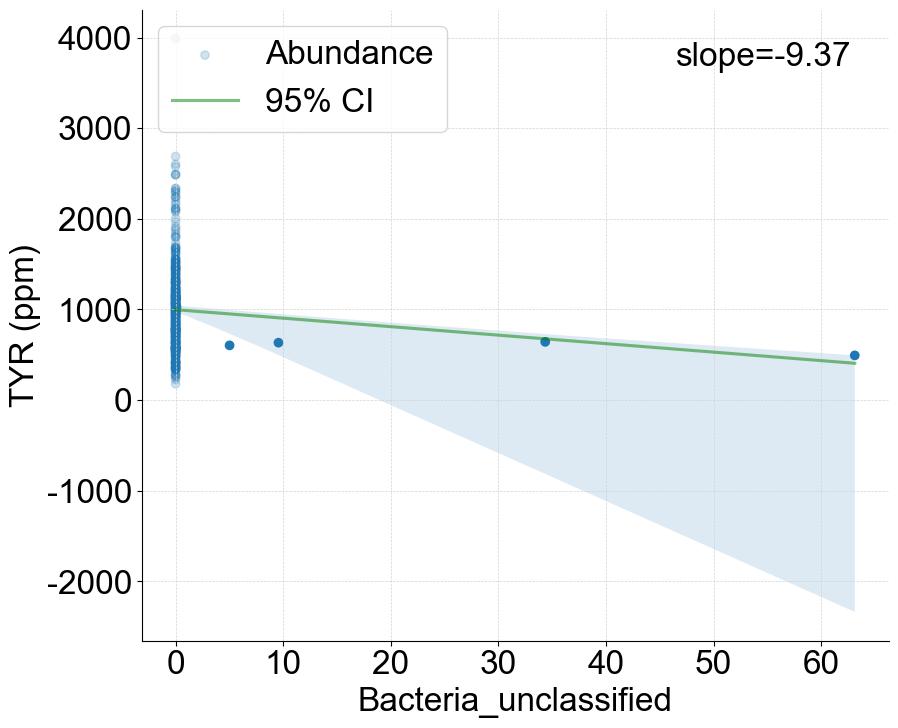 Abundance
95% CI
slope=-9.37
TYR (ppm)
4000
3000
2000
1000
0
-1000
-2000
0 10 20 30 40 50 60
Bacteria_unclassified